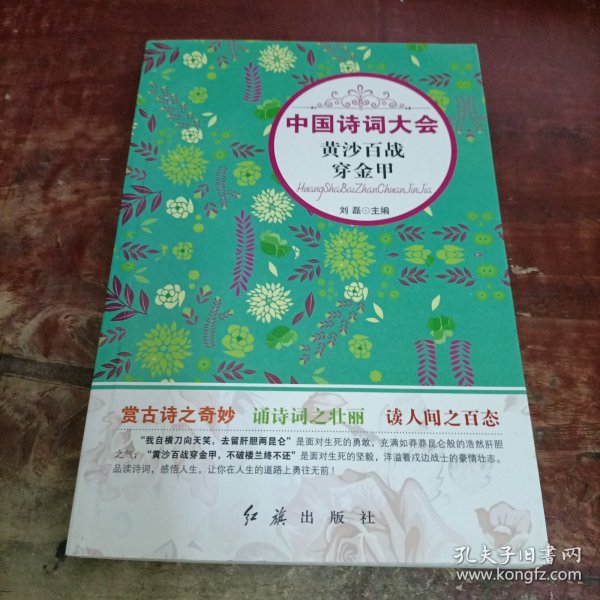 中国诗词大会
黄沙百战
穿金甲
HuangShaBaiZhanChuanJinJia
刘磊⊙主编
赏古诗之奇妙 诵诗词之壮丽 读人间之百态
“我自横刀向天笑，去留肝胆两昆仑”是面对生死的勇敢，充满如莽莽昆仑般的浩然肝胆
之气；“黄沙百战穿金甲，不破楼兰终不还”是面对生死的坚毅，洋溢着戍边战士的豪情壮志。
品读诗词，感悟人生，让你在人生的道路上勇往无前！
红旗出版社
孔夫子旧书网
www.kongfz.com